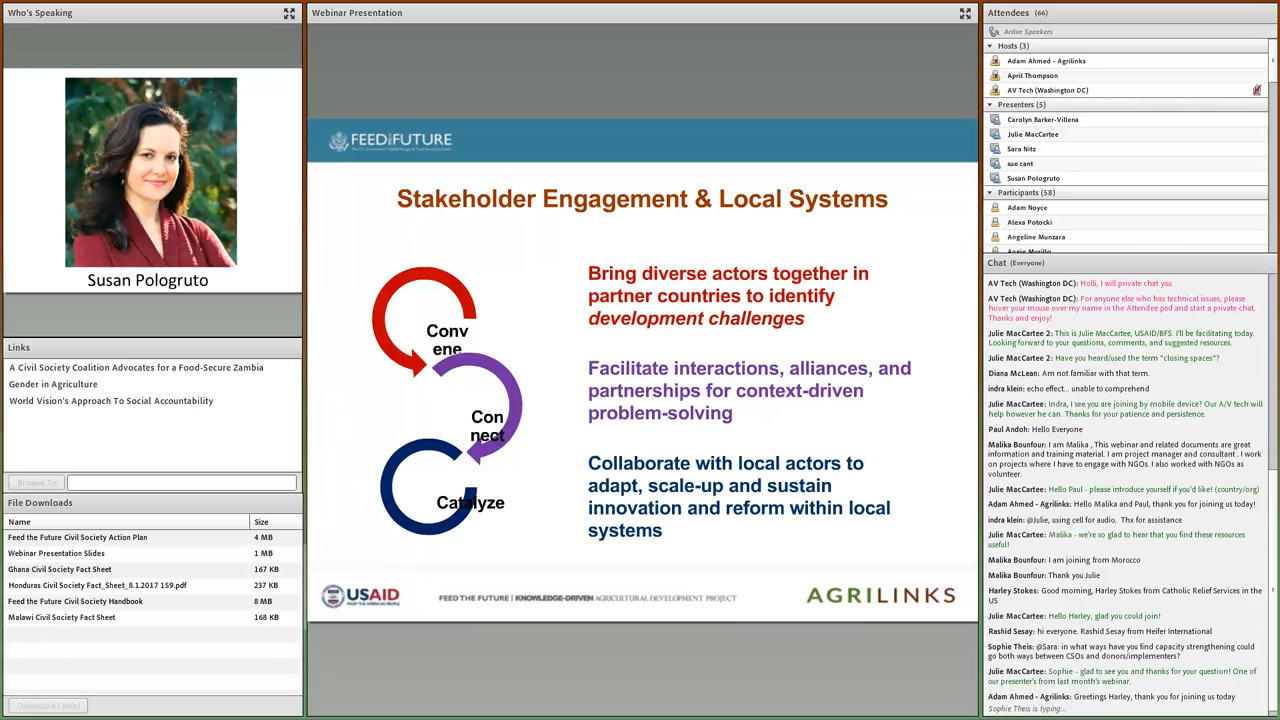 Who's Speaking
Susan Pologruto
Links
A Civil Society Coalition Advocates for a Food-Secure Zambia
Gender in Agriculture
World Vision's Approach To Social Accountability
Browse To
File Downloads
Name Size
Feed the Future Civil Society Action Plan 4 MB
Webinar Presentation Slides 1 MB
Ghana Civil Society Fact Sheet 167 KB
Honduras Civil Society Fact_Sheet_8.1.2017 159.pdf 237 KB
Feed the Future Civil Society Handbook 8 MB
Malawi Civil Society Fact Sheet 168 KB
Download File(s)
Webinar Presentation
FEED THE FUTURE
Stakeholder Engagement & Local Systems
Conv
ene
Bring diverse actors together in
partner countries to identify
development challenges
Con
nect
Facilitate interactions, alliances, and
partnerships for context-driven
problem-solving
Catalyze
Collaborate with local actors to
adapt, scale-up and sustain
innovation and reform within local
systems
USAID
FROM THE AMERICAN PEOPLE
FEED THE FUTURE | KNOWLEDGE-DRIVEN AGRICULTURAL DEVELOPMENT PROJECT
AGRILINKS
Attendees (66)
Active Speakers
Hosts (3)
Adam Ahmed - Agrilinks
April Thompson
AV Tech (Washington DC)
Presenters (5)
Carolyn Barker-Villena
Julie MacCartee
Sara Nitz
sue cant
Susan Pologruto
Participants (58)
Adam Noyce
Alexa Potocki
Angeline Munzara
Angie Murillo
Chat (Everyone)
AV Tech (Washington DC): Holli, I will private chat you
AV Tech (Washington DC): For anyone else who has technical issues, please
hover your mouse over my name in the Attendee pod and start a private chat.
Thanks and enjoy!
Julie MacCartee 2: This is Julie MacCartee, USAID/BFS. I'll be facilitating today.
Looking forward to your questions, comments, and suggested resources.
Julie MacCartee 2: Have you heard/used the term "closing spaces"?
Diana McLean: Am not familiar with that term.
indra klein: echo effect... unable to comprehend
Julie MacCartee: Indra, I see you are joining by mobile device? Our A/V tech will
help however he can. Thanks for your patience and persistence.
Paul Andoh: Hello Everyone
Malika Bounfour: I am Malika , This webinar and related documents are great
information and training material. I am project manager and consultant . I work
on projects where I have to engage with NGOs. I also worked with NGOs as
volunteer.
Julie MacCartee: Hello Paul - please introduce yourself if you'd like! (country/org)
Adam Ahmed - Agrilinks: Hello Malika and Paul, thank you for joining us today!
indra klein: @Julie, using cell for audio. Thx for assistance
Julie MacCartee: Malika - we're so glad to hear that you find these resources
useful!
Malika Bounfour: I am joining from Morocco
Malika Bounfour: Thank you Julie
Harley Stokes: Good morning, Harley Stokes from Catholic Relief Services in the
US
Julie MacCartee: Hello Harley, glad you could join!
Rashid Sesay: hi everyone. Rashid Sesay from Heifer International
Sophie Theis: @Sara: in what ways have you find capacity strengthening could
go both ways between CSOs and donors/implementers?
Julie MacCartee: Sophie - glad to see you and thanks for your question! One of
our presenter's from last month's webinar.
Adam Ahmed - Agrilinks: Greetings Harley, thank you for joining us today
Sophie Theis is typing...